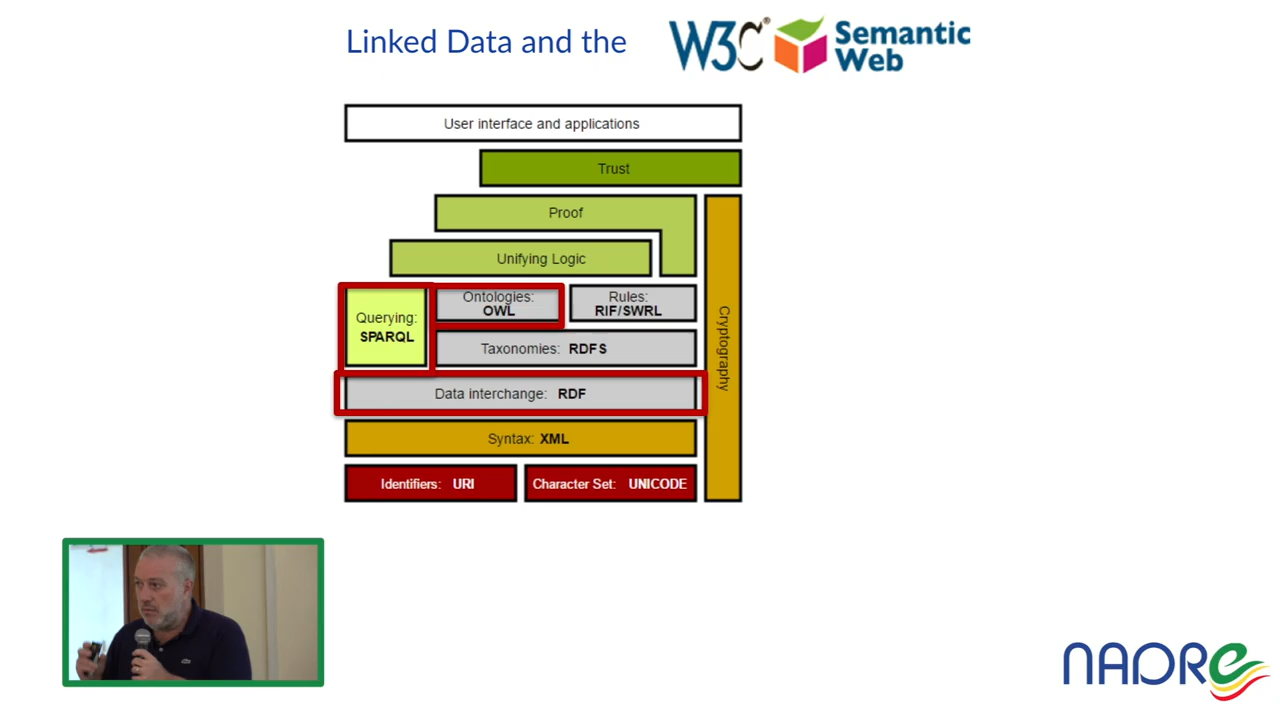 Linked Data and the
W3C® Semantic
Web
User interface and applications
Trust
Proof
Unifying Logic
Querying:
SPARQL
Ontologies:
OWL
Rules:
RIF/SWRL
Taxonomies: RDFS
Data interchange: RDF
Cryptography
Syntax: XML
Identifiers: URI
Character Set: UNICODE
NADRe